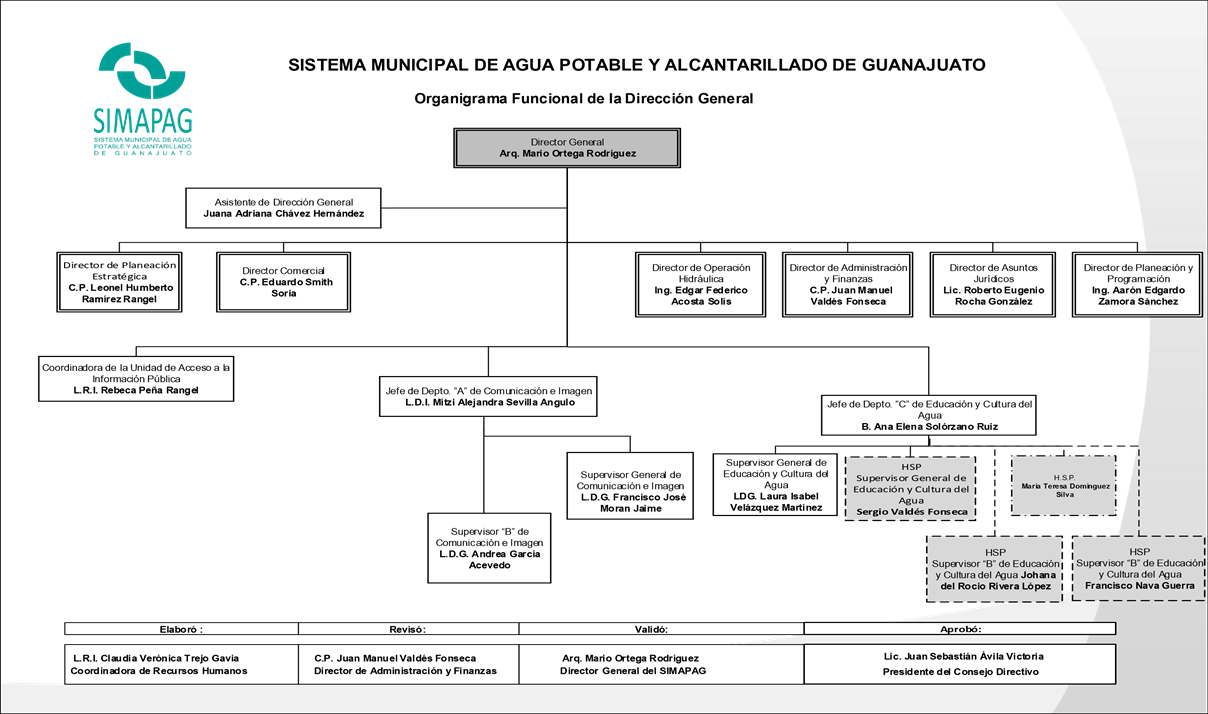 SISTEMA MUNICIPAL DE AGUA POTABLE Y ALCANTARILLADO DE GUANAJUATO
Organigrama Funcional de la Dirección General
SIMAPAG
SISTEMA MUNICIPAL DE AGUA
POTABLE Y ALCANTARILLADO
DE GUANAJUATO
Director General
Arq. Mario Ortega Rodríguez
Asistente de Dirección General
Juana Adriana Chávez Hernández
Director de Planeación
Estratégica
C.P. Leonel Humberto
Ramírez Rangel
Director Comercial
C.P. Eduardo Smith
Soria
Director de Operación
Hidráulica
Ing. Edgar Federico
Acosta Solis
Director de Administración
y Finanzas
C.P. Juan Manuel
Valdés Fonseca
Director de Asuntos
Jurídicos
Lic. Roberto Eugenio
Rocha González
Director de Planeación y
Programación
Ing. Aarón Edgardo
Zamora Sánchez
Coordinadora de la Unidad de Acceso a la
Información Pública
L.R.I. Rebeca Peña Rangel
Jefe de Depto. "A" de Comunicación e Imagen
L.D.I. Mitzi Alejandra Sevilla Angulo
Jefe de Depto. "C" de Educación y Cultura del
Agua
B. Ana Elena Solórzano Ruiz
Supervisor General de
Comunicación e Imagen
L.D.G. Francisco José
Moran Jaime
Supervisor "B" de
Comunicación e Imagen
L.D.G. Andrea García
Acevedo
Supervisor General de
Educación y Cultura del
Agua
LDG. Laura Isabel
Velázquez Martínez
HSP
Supervisor General de
Educación y Cultura del
Agua
Sergio Valdés Fonseca
H.S.P.
María Teresa Domínguez
Silva
HSP
Supervisor "B" de Educación
y Cultura del Agua Johana
del Rocio Rivera López
HSP
Supervisor "B" de Educación
y Cultura del Agua
Francisco Nava Guerra
Elaboró :
Revisó:
Validó:
Aprobó:
L.R.I. Claudia Verónica Trejo Gavia
Coordinadora de Recursos Humanos
C.P. Juan Manuel Valdés Fonseca
Director de Administración y Finanzas
Arq. Mario Ortega Rodríguez
Director General del SIMAPAG
Lic. Juan Sebastián Ávila Victoria
Presidente del Consejo Directivo